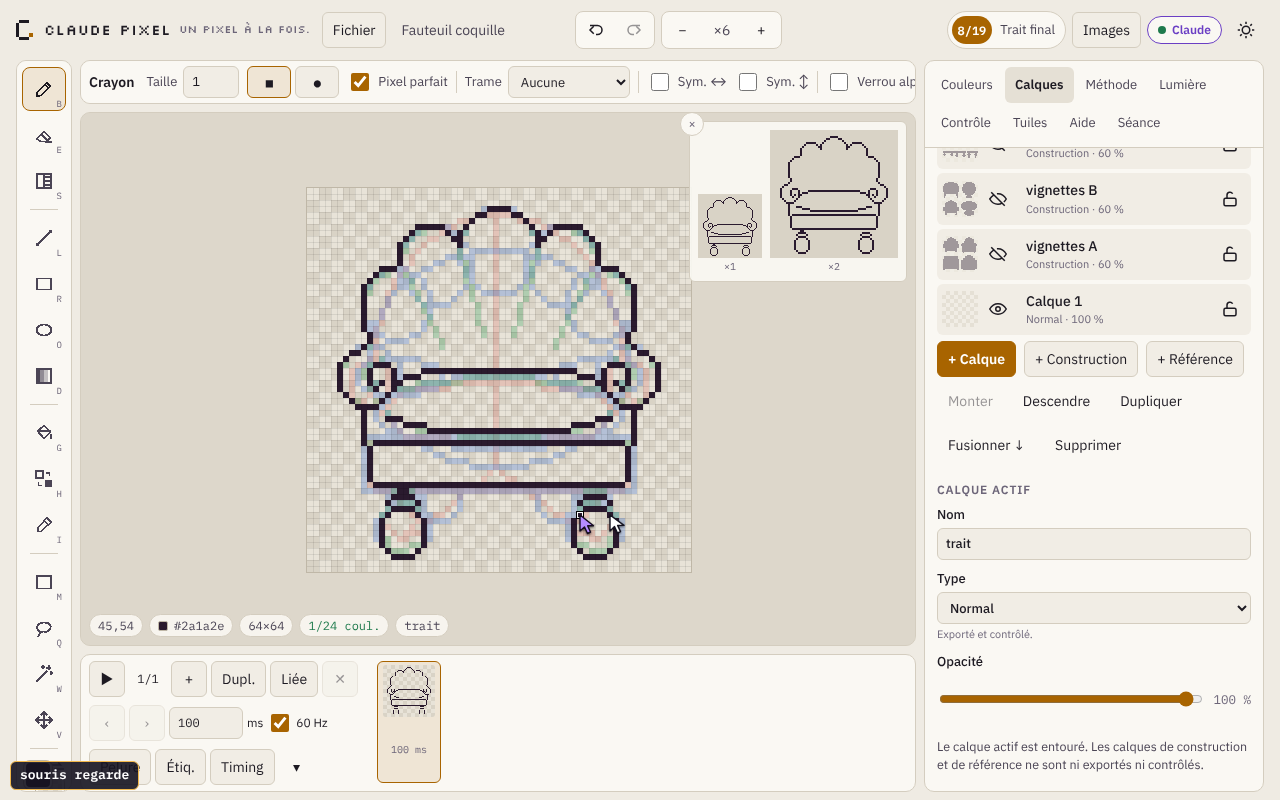 CLAUDE PIXEL UN PIXEL À LA FOIS.
Fichier
Fauteuil coquille
− ×6 +
8/19 Trait final
Images
Claude
Crayon Taille 1
Pixel parfait
Trame Aucune
Sym. ↔ Sym. ↕
Verrou alp
B
E
S
L
R
O
D
G
H
I
M
Q
W
V
×
×1
×2
45,54
#2a1a2e
64×64
1/24 coul.
trait
▶ 1/1 + Dupl. Liée ✕
‹ › 100 ms 60 Hz
Étiq. Timing ▼
100 ms
souris regarde
Couleurs Calques Méthode Lumière
Contrôle Tuiles Aide Séance
Construction · 60 %
vignettes B
Construction · 60 %
vignettes A
Construction · 60 %
Calque 1
Normal · 100 %
+ Calque + Construction + Référence
Monter Descendre Dupliquer
Fusionner ↓ Supprimer
CALQUE ACTIF
Nom
trait
Type
Normal
Exporté et contrôlé.
Opacité
100 %
Le calque actif est entouré. Les calques de construction
et de référence ne sont ni exportés ni contrôlés.